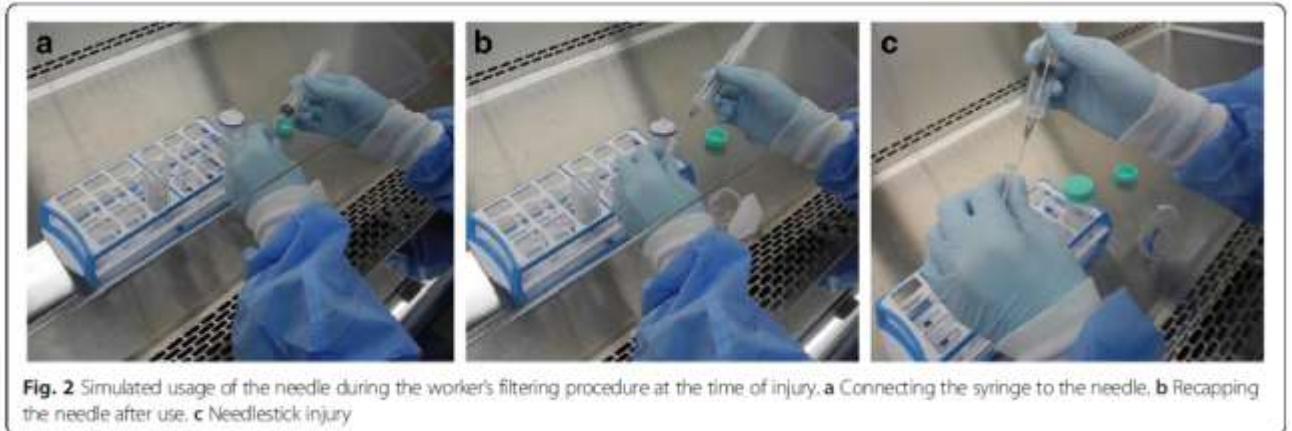 a
b
c
Fig. 2 Simulated usage of the needle during the worker's filtering procedure at the time of injury. a Connecting the syringe to the needle. b Recapping
the needle after use. c Needlestick injury